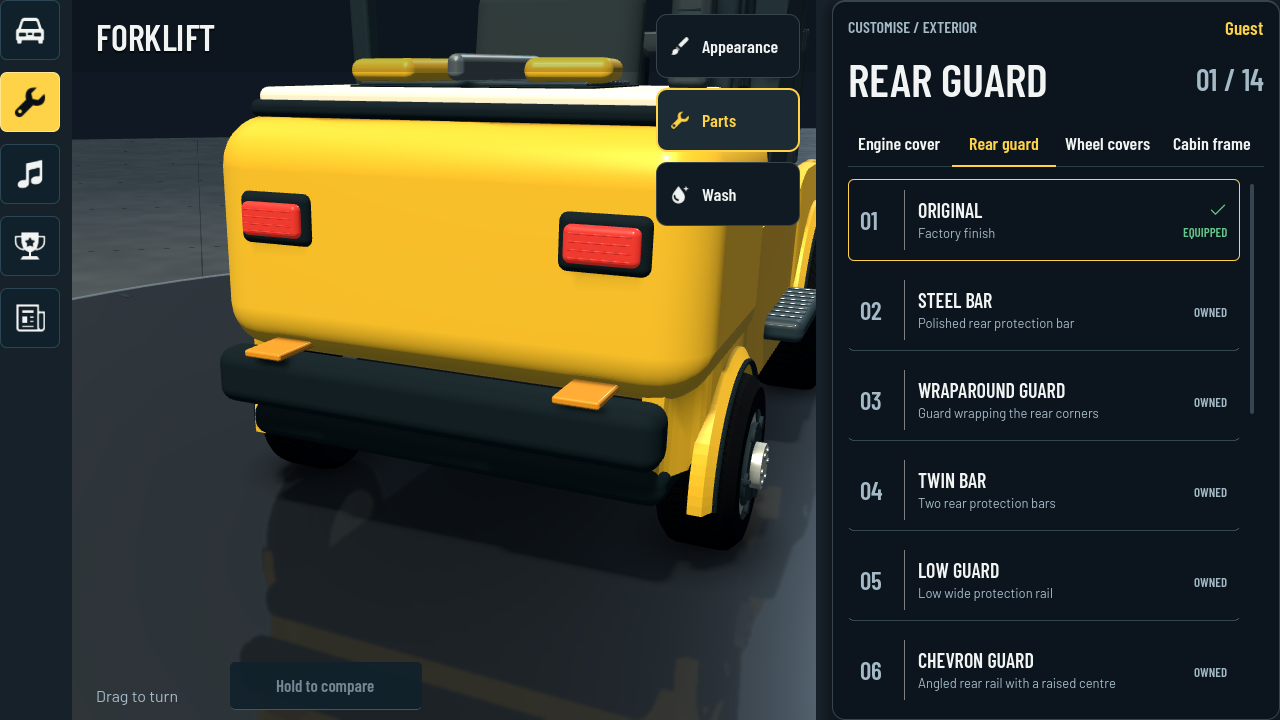 FORKLIFT
Appearance
Parts
Wash
Drag to turn
Hold to compare
CUSTOMISE / EXTERIOR
Guest
REAR GUARD
01 / 14
Engine cover
Rear guard
Wheel covers
Cabin frame
01
ORIGINAL
Factory finish
EQUIPPED
02
STEEL BAR
Polished rear protection bar
OWNED
03
WRAPAROUND GUARD
Guard wrapping the rear corners
OWNED
04
TWIN BAR
Two rear protection bars
OWNED
05
LOW GUARD
Low wide protection rail
OWNED
06
CHEVRON GUARD
Angled rear rail with a raised centre
OWNED